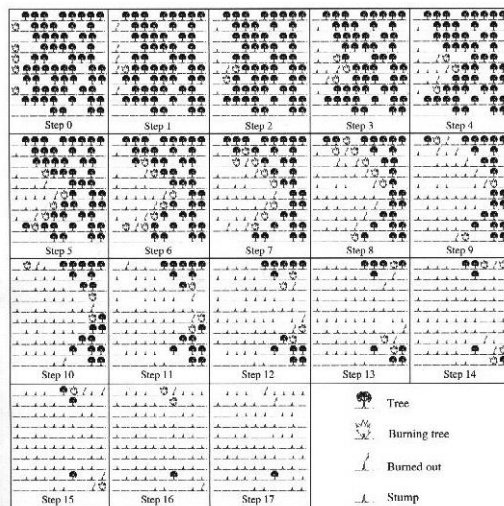 Step 0
Step 1
Step 2
Step 3
Step 4
Step 5
Step 6
Step 7
Step 8
Step 9
Step 10
Step 11
Step 12
Step 13
Step 14
Step 15
Step 16
Step 17
Tree
Burning tree
Burned out
Stump